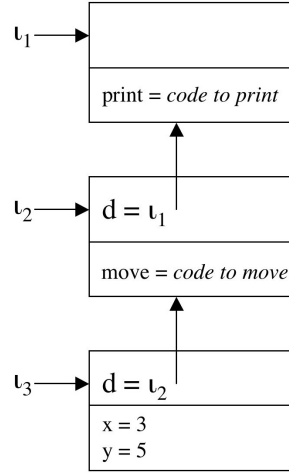 ι₁
print = code to print
ι₂
d = ι₁
move = code to move
ι₃
d = ι₂
x = 3
y = 5